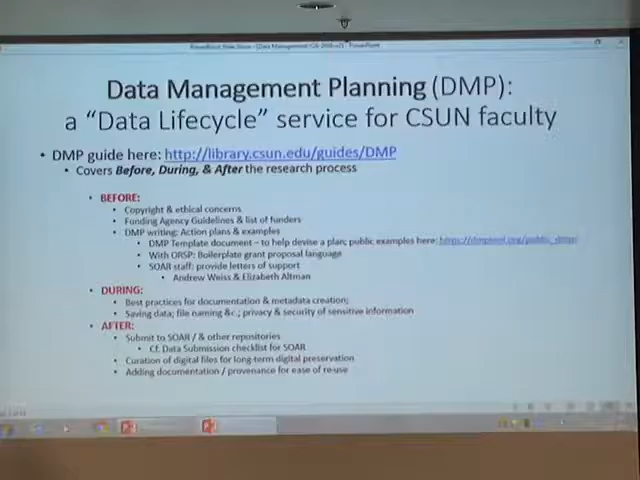 Data Management Planning (DMP):
a “Data Lifecycle” service for CSUN faculty
• DMP guide here: http://library.csun.edu/guides/DMP
• Covers Before, During, & After the research process
• BEFORE:
• Copyright & ethical concerns
• Funding Agency Guidelines & list of funders
• DMP writing: Action plans & examples
• DMP Template document – to help devise a plan; public examples here: https://dmptool.org/public_dmps
• With ORSP: Boilerplate grant proposal language
• SOAR staff: provide letters of support
• Andrew Weiss & Elizabeth Altman
• DURING:
• Best practices for documentation & metadata creation;
• Saving data; file naming &c.; privacy & security of sensitive information
• AFTER:
• Submit to SOAR / & other repositories
• Cf. Data Submission checklist for SOAR
• Curation of digital files for long-term digital preservation
• Adding documentation / provenance for ease of re-use